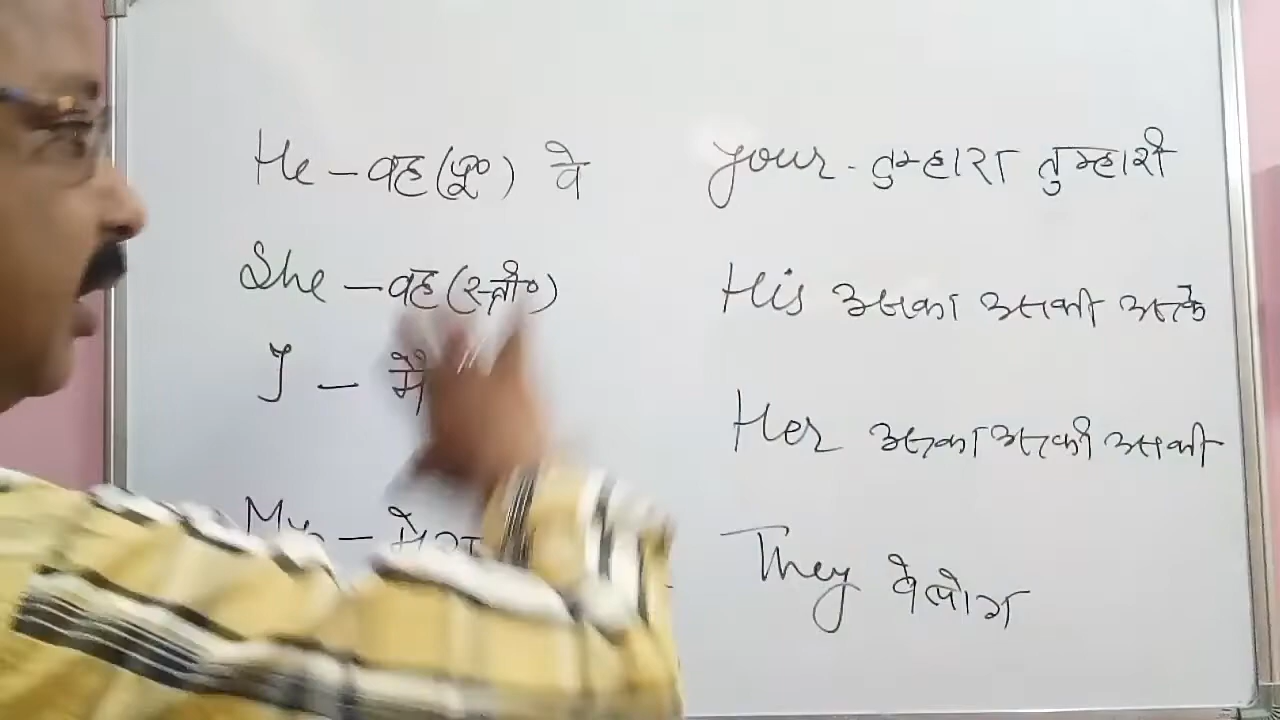 He – वह (पु०) वे
She – वह (स्त्री०)
I – मैं
My – मेरा
your - तुम्हारा तुम्हारी
His उसका उसकी उसके
Her उसका उसकी उसकी
They वेलोग